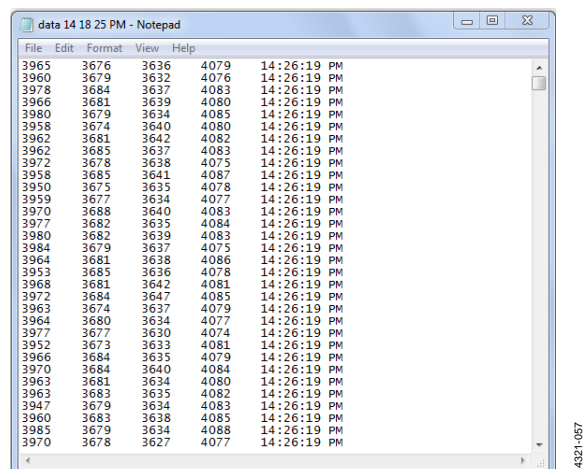 data 14 18 25 PM - Notepad
File Edit Format View Help
3965 3676 3636 4079 14:26:19 PM
3960 3679 3632 4076 14:26:19 PM
3978 3684 3637 4083 14:26:19 PM
3966 3681 3639 4080 14:26:19 PM
3980 3679 3634 4085 14:26:19 PM
3958 3674 3640 4080 14:26:19 PM
3962 3681 3642 4082 14:26:19 PM
3962 3685 3637 4083 14:26:19 PM
3972 3678 3638 4075 14:26:19 PM
3958 3685 3641 4087 14:26:19 PM
3950 3675 3635 4078 14:26:19 PM
3959 3677 3634 4077 14:26:19 PM
3970 3688 3640 4083 14:26:19 PM
3977 3682 3635 4084 14:26:19 PM
3980 3682 3639 4083 14:26:19 PM
3984 3679 3637 4075 14:26:19 PM
3964 3681 3638 4086 14:26:19 PM
3953 3685 3636 4078 14:26:19 PM
3968 3681 3642 4081 14:26:19 PM
3972 3684 3647 4085 14:26:19 PM
3963 3674 3637 4079 14:26:19 PM
3964 3680 3634 4077 14:26:19 PM
3977 3677 3630 4074 14:26:19 PM
3952 3673 3633 4081 14:26:19 PM
3966 3684 3635 4079 14:26:19 PM
3970 3684 3640 4084 14:26:19 PM
3963 3681 3634 4080 14:26:19 PM
3963 3683 3635 4082 14:26:19 PM
3947 3679 3634 4083 14:26:19 PM
3960 3683 3638 4085 14:26:19 PM
3985 3679 3634 4088 14:26:19 PM
3970 3678 3627 4077 14:26:19 PM
4321-057